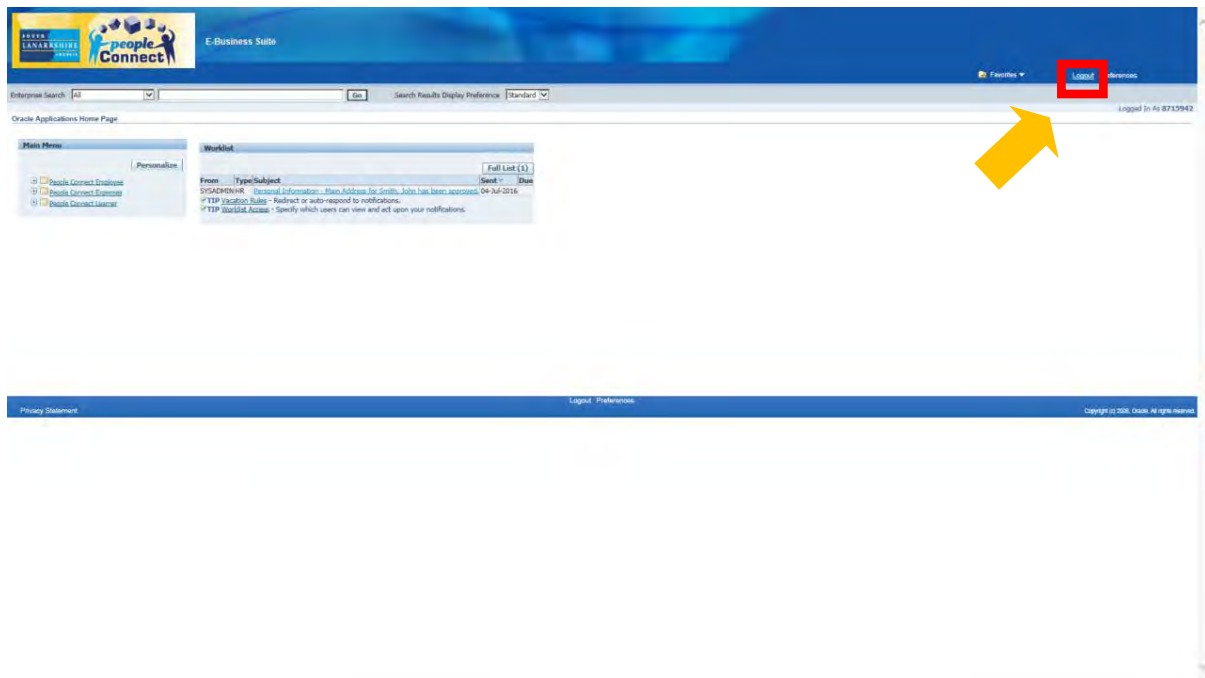 SOUTH
LANARKSHIRE
COUNCIL
people
Connect
E-Business Suite
Favorites
Logout
Preferences
Enterprise Search All Go Search Results Display Preference Standard
Logged In As 8715942
Oracle Applications Home Page
Main Menu
Personalize
People Connect Employee
People Connect Expenses
People Connect Learner
Worklist
Full List (1)
From Type Subject Sent Due
SYSADMIN HR Personal Information - Main Address for Smith, John has been approved. 04-Jul-2016
TIP Vacation Rules - Redirect or auto-respond to notifications.
TIP Worklist Access - Specify which users can view and act upon your notifications.
Logout Preferences
Privacy Statement
Copyright (c) 2006, Oracle. All rights reserved.